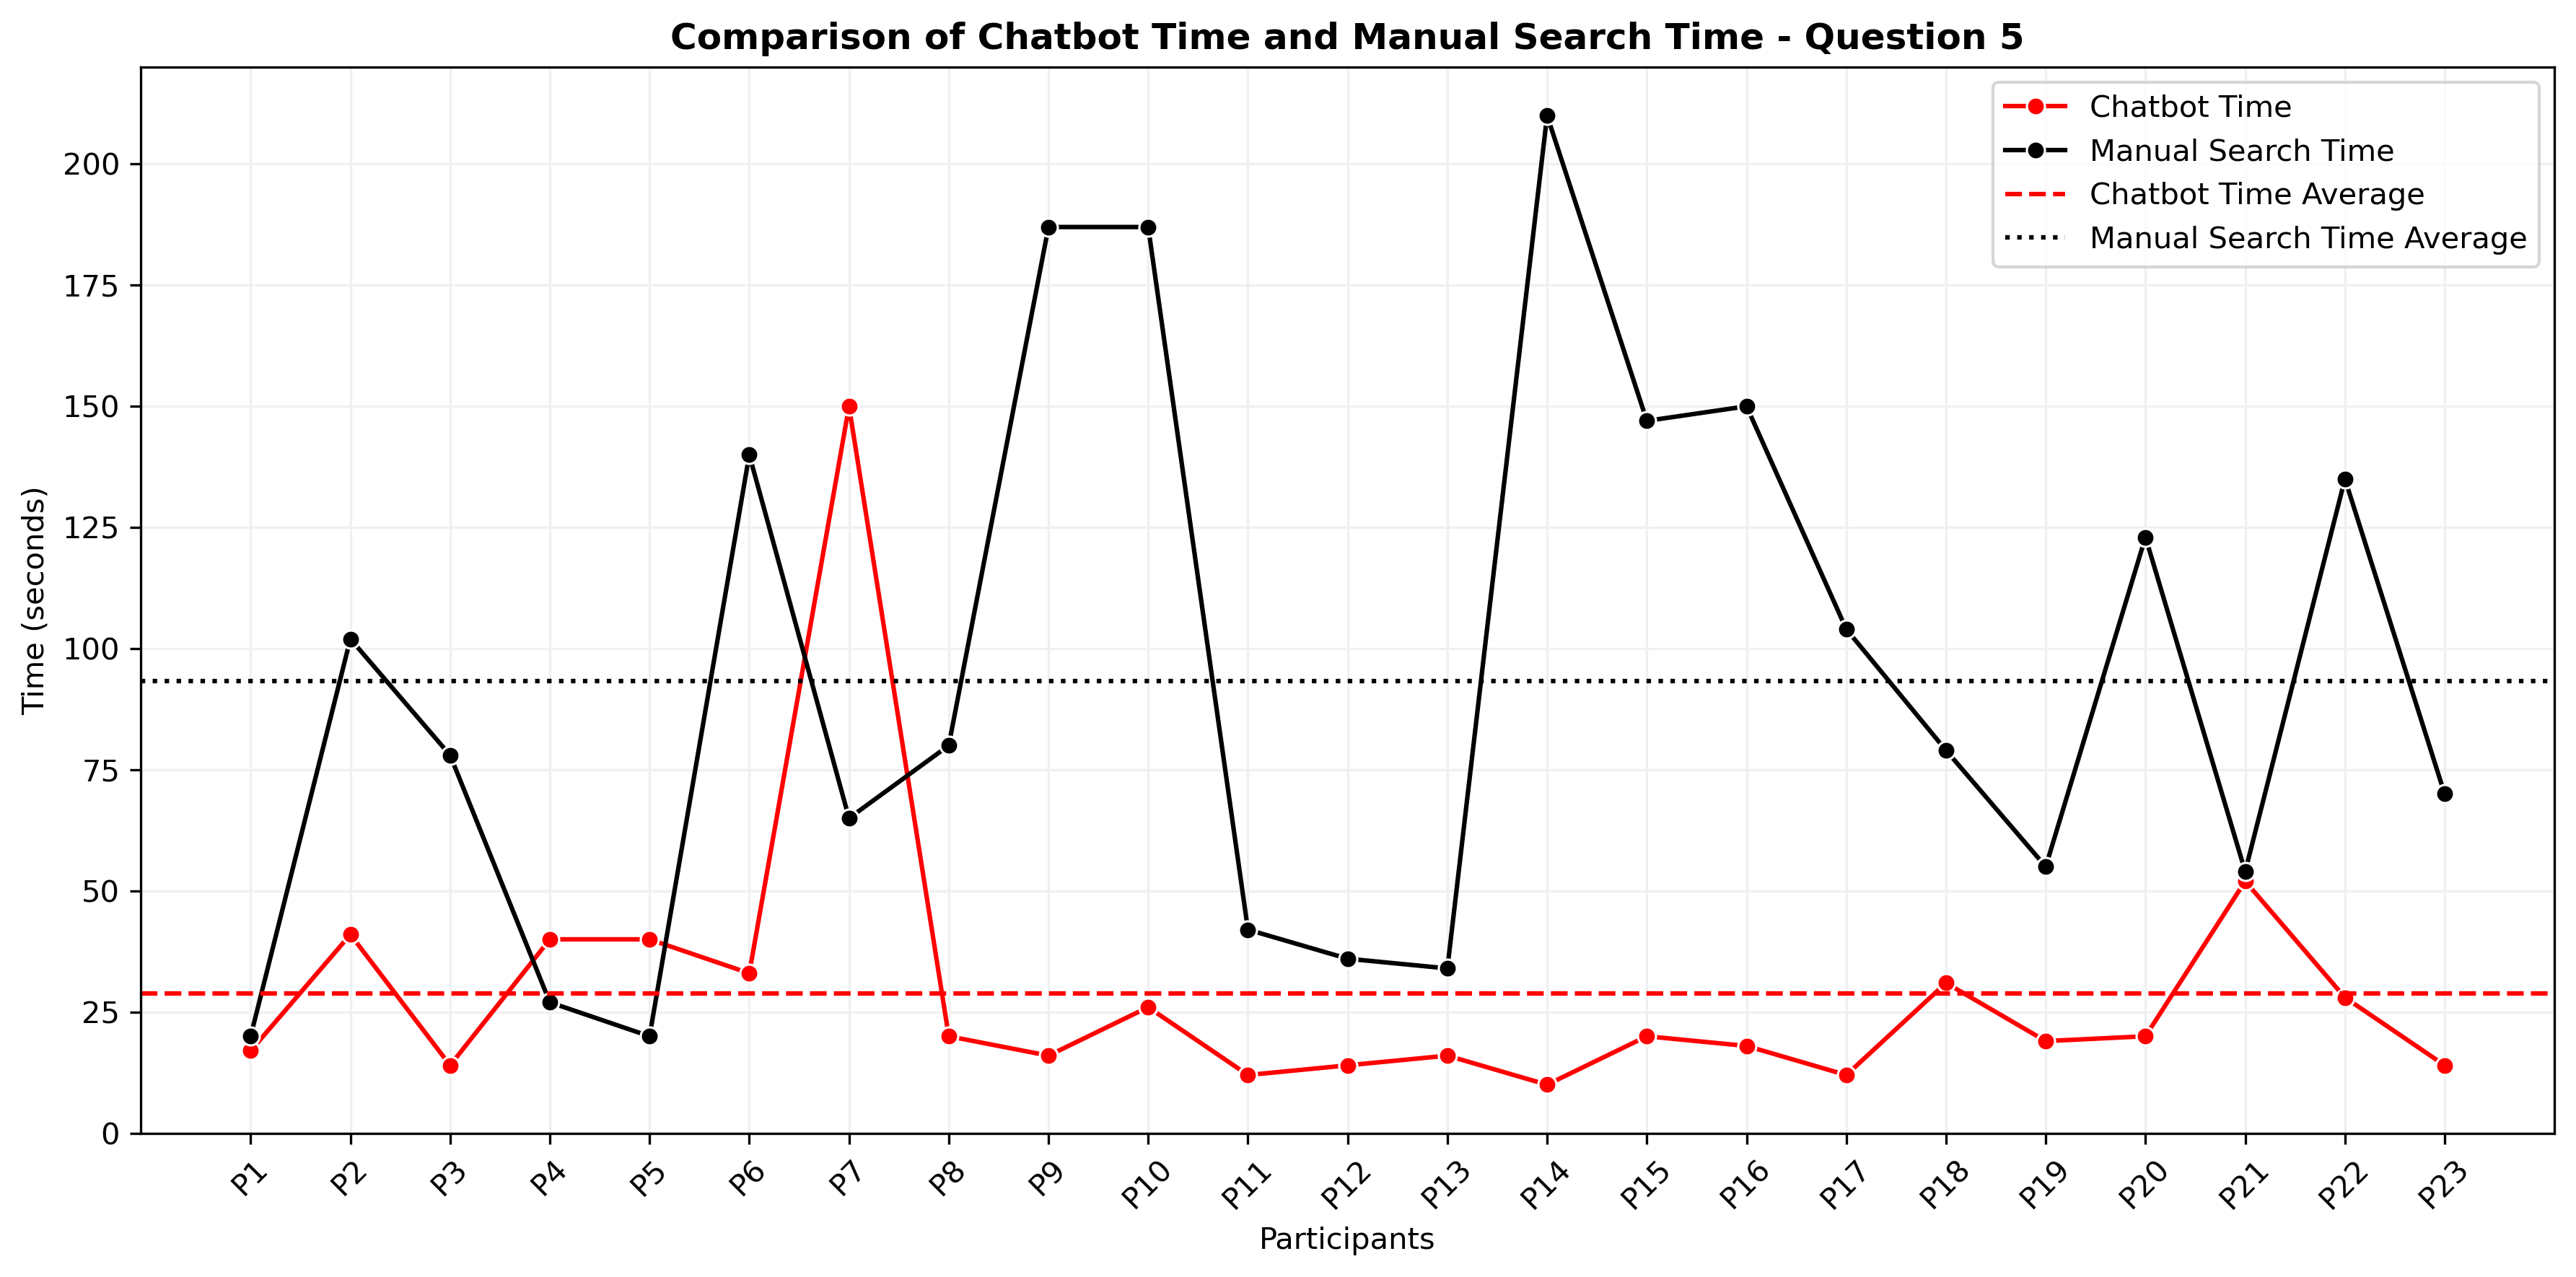 Comparison of Chatbot Time and Manual Search Time - Question 5
Chatbot Time
Manual Search Time
Chatbot Time Average
Manual Search Time Average
200
175
150
125
100
75
50
25
0
Time (seconds)
P1 P2 P3 P4 P5 P6 P7 P8 P9 P10 P11 P12 P13 P14 P15 P16 P17 P18 P19 P20 P21 P22 P23
Participants